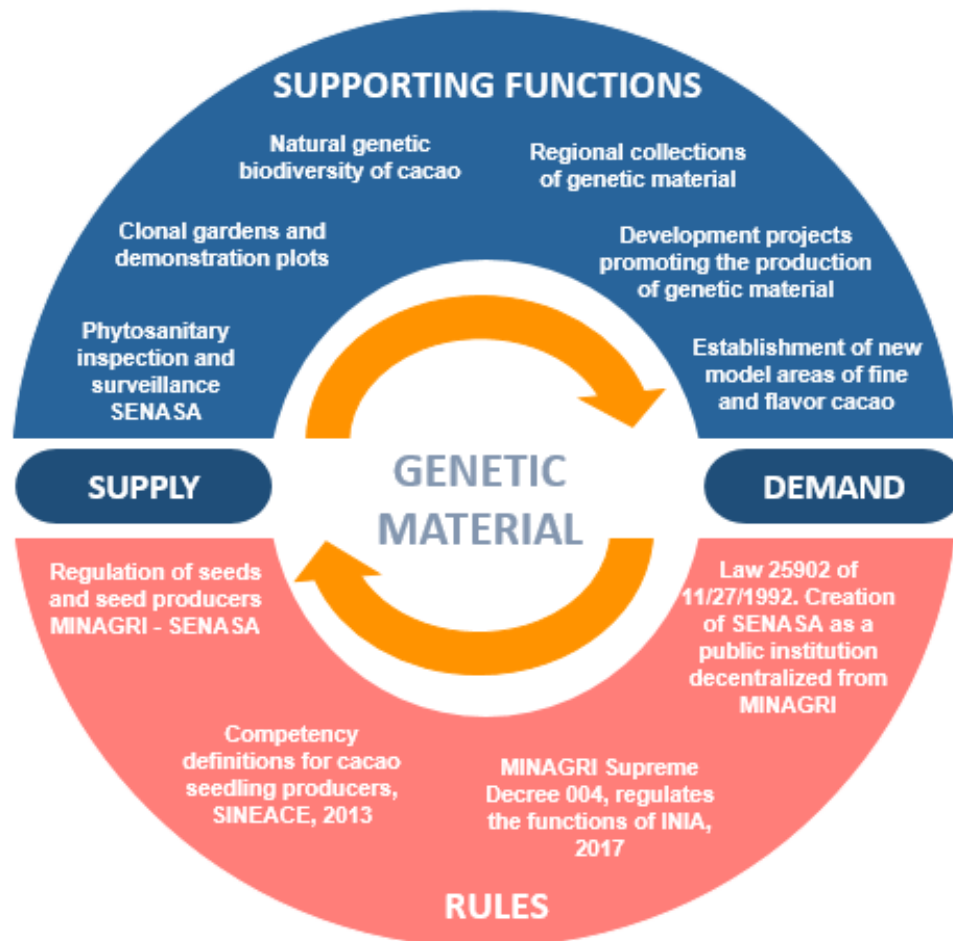 SUPPORTING FUNCTIONS
Natural genetic
biodiversity of cacao
Regional collections
of genetic material
Clonal gardens and
demonstration plots
Development projects
promoting the production
of genetic material
Phytosanitary
inspection and
surveillance
SENASA
Establishment of new
model areas of fine
and flavor cacao
SUPPLY
GENETIC
MATERIAL
DEMAND
Regulation of seeds
and seed producers
MINAGRI - SENASA
Law 25902 of
11/27/1992. Creation
of SENASA as a
public institution
decentralized from
MINAGRI
Competency
definitions for cacao
seedling producers,
SINEACE, 2013
MINAGRI Supreme
Decree 004, regulates
the functions of INIA,
2017
RULES